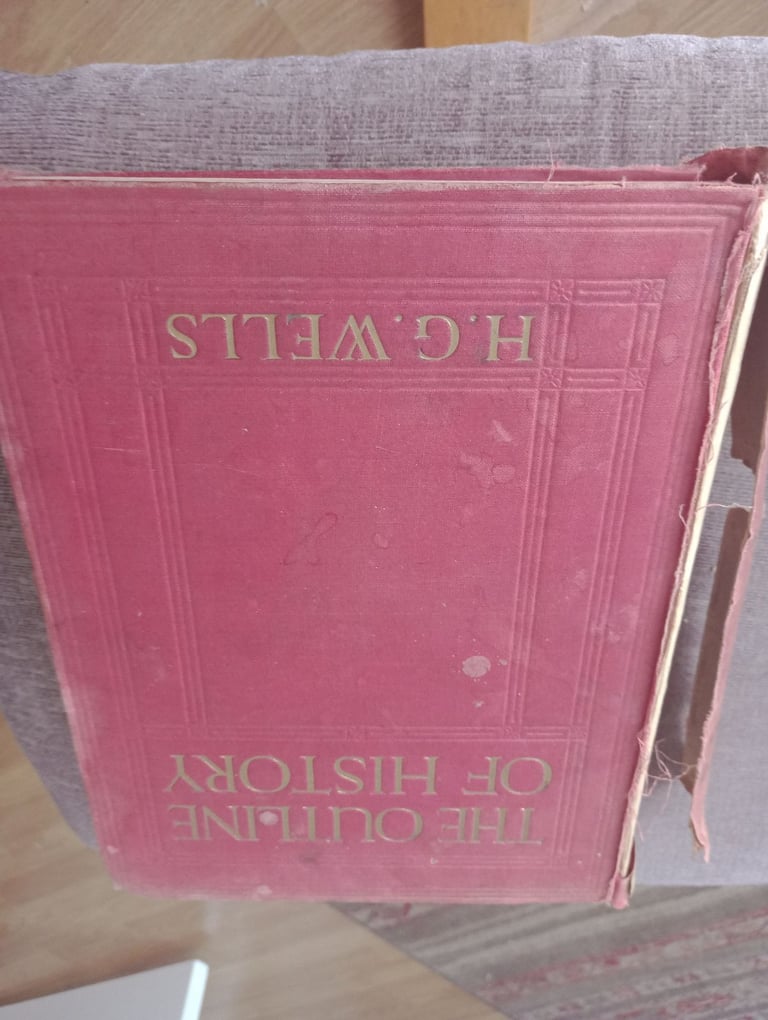 THE OUTLINE
OF HISTORY
H.G.WELLS